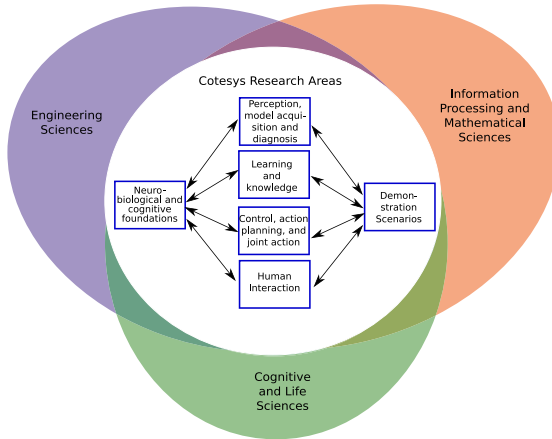 Cotesys Research Areas
Engineering
Sciences
Information
Processing and
Mathematical
Sciences
Perception,
model acqui-
sition and
diagnosis
Learning
and
knowledge
Neuro-
biological and
cognitive
foundations
Demon-
stration
Scenarios
Control, action
planning, and
joint action
Human
Interaction
Cognitive
and Life
Sciences